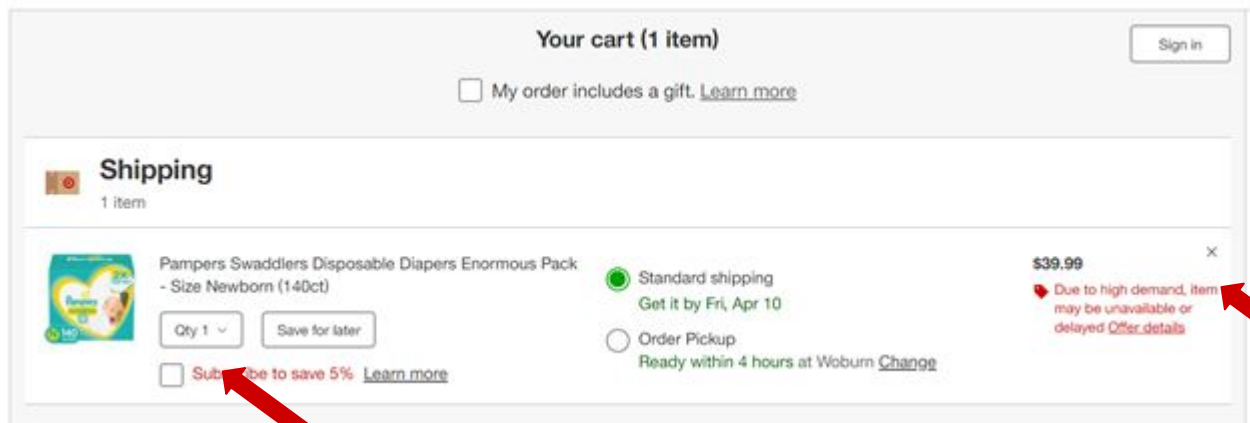 Your cart (1 item)
Sign in
My order includes a gift. Learn more
Shipping
1 item
Pampers Swaddlers Disposable Diapers Enormous Pack
- Size Newborn (140ct)
Qty 1
Save for later
Subscribe to save 5% Learn more
Standard shipping
Get it by Fri, Apr 10
Order Pickup
Ready within 4 hours at Woburn Change
$39.99
Due to high demand, item
may be unavailable or
delayed Offer details
Pampers
140